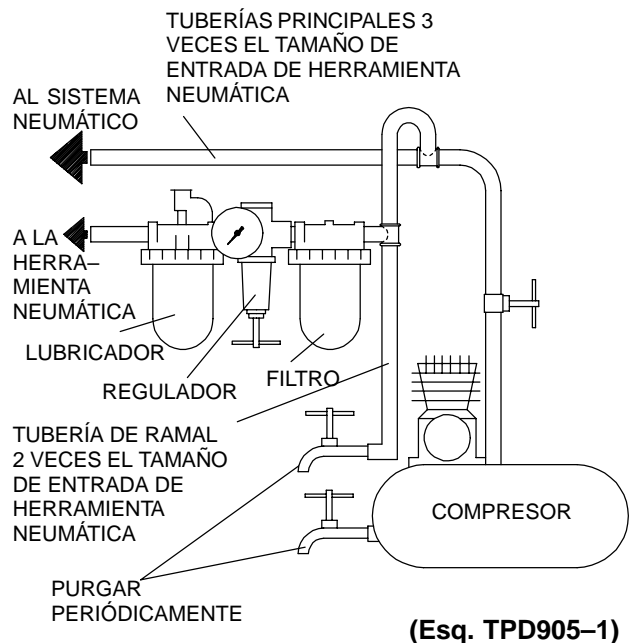 TUBERÍAS PRINCIPALES 3
VECES EL TAMAÑO DE
ENTRADA DE HERRAMIENTA
NEUMÁTICA
AL SISTEMA
NEUMÁTICO
A LA
HERRA–
MIENTA
NEUMÁTICA
LUBRICADOR
REGULADOR
FILTRO
TUBERÍA DE RAMAL
2 VECES EL TAMAÑO
DE ENTRADA DE
HERRAMIENTA
NEUMÁTICA
COMPRESOR
PURGAR
PERIÓDICAMENTE
(Esq. TPD905–1)